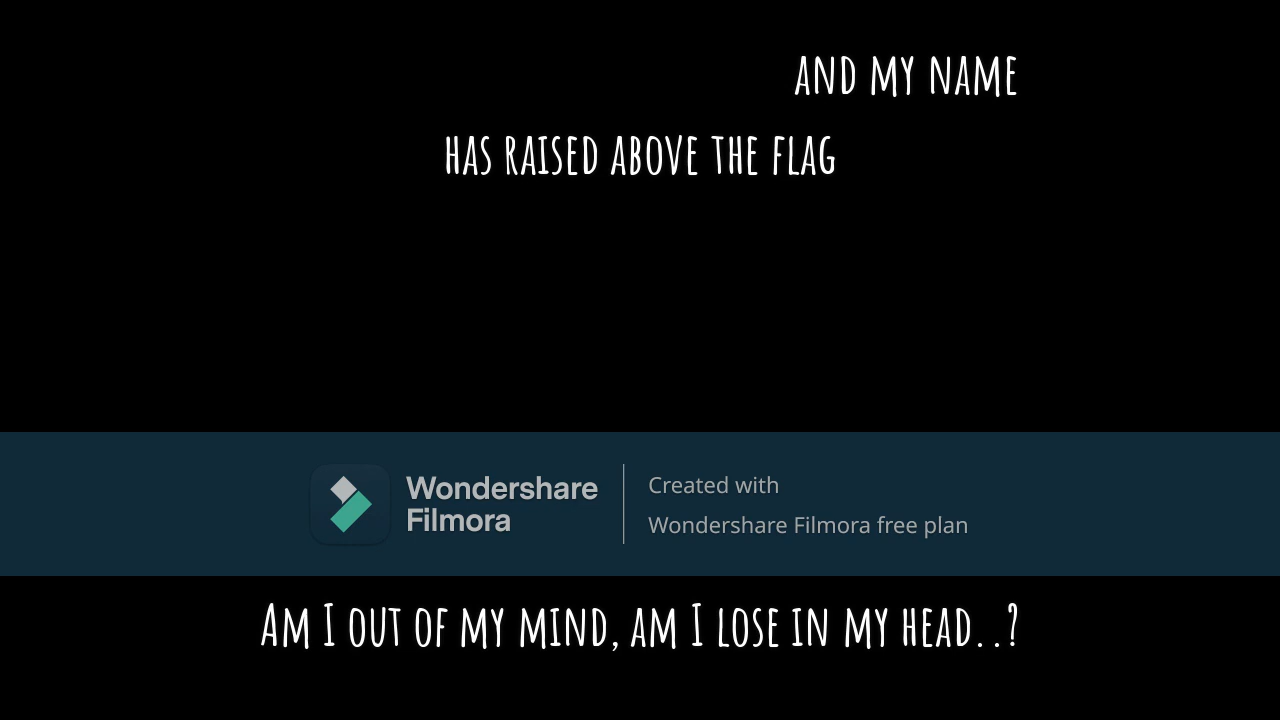 AND MY NAME
HAS RAISED ABOVE THE FLAG
Wondershare
Filmora
Created with
Wondershare Filmora free plan
AM I OUT OF MY MIND, AM I LOSE IN MY HEAD..?